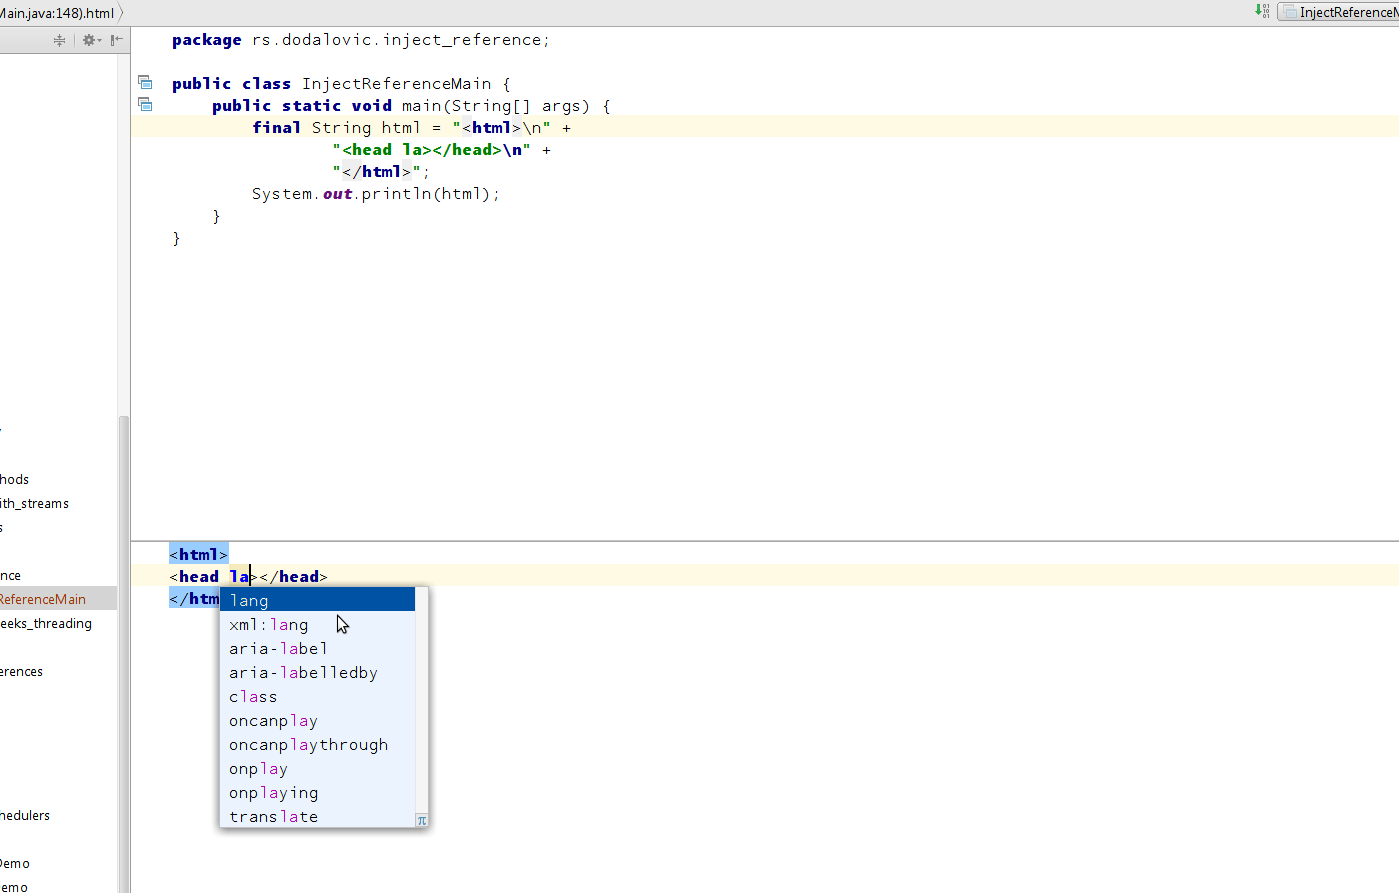 Main.java:148).html
InjectReferenceM
package rs.dodalovic.inject_reference;
public class InjectReferenceMain {
public static void main(String[] args) {
final String html = "<html>\n" +
"<head la></head>\n" +
"</html>";
System.out.println(html);
}
}
hods
ith_streams
s
nce
ReferenceMain
eeks_threading
erences
hedulers
Demo
emo
<html>
<head la></head>
</htm
lang
xml:lang
aria-label
aria-labelledby
class
oncanplay
oncanplaythrough
onplay
onplaying
translate
π